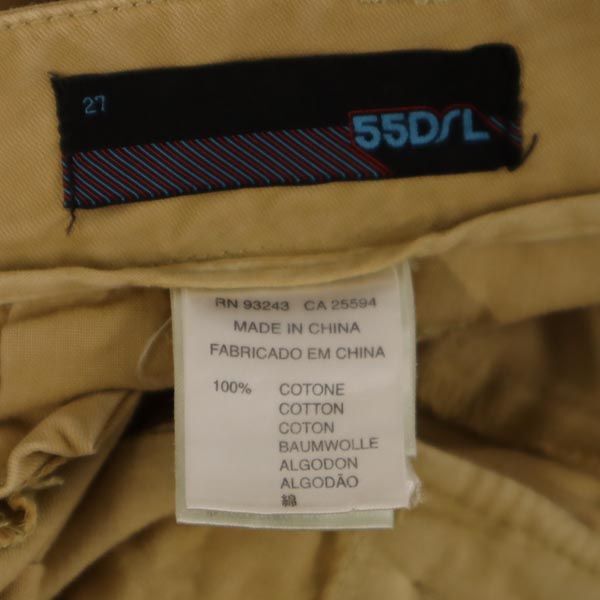 27
55DSL
RN 93243 CA 25594
MADE IN CHINA
FABRICADO EM CHINA
100% COTONE
COTTON
COTON
BAUMWOLLE
ALGODON
ALGODÃO
綿